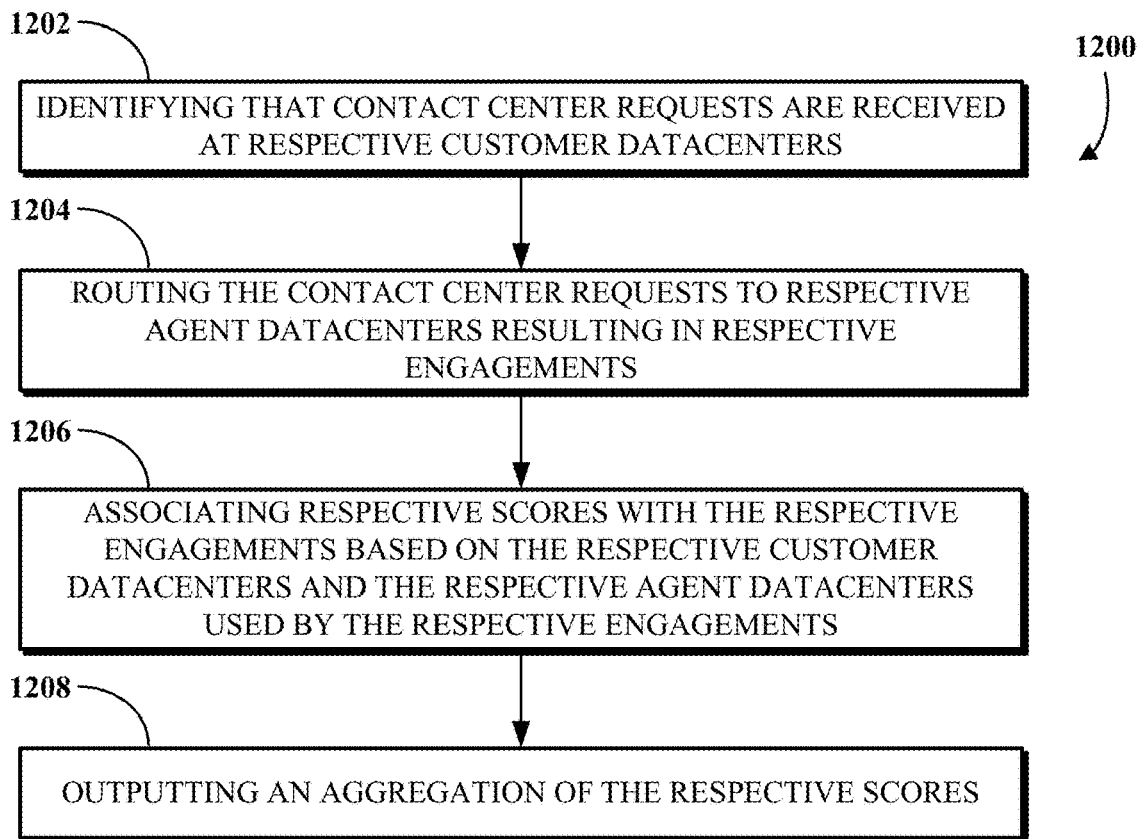 1202
1200
IDENTIFYING THAT CONTACT CENTER REQUESTS ARE RECEIVED
AT RESPECTIVE CUSTOMER DATACENTERS
1204
ROUTING THE CONTACT CENTER REQUESTS TO RESPECTIVE
AGENT DATACENTERS RESULTING IN RESPECTIVE
ENGAGEMENTS
1206
ASSOCIATING RESPECTIVE SCORES WITH THE RESPECTIVE
ENGAGEMENTS BASED ON THE RESPECTIVE CUSTOMER
DATACENTERS AND THE RESPECTIVE AGENT DATACENTERS
USED BY THE RESPECTIVE ENGAGEMENTS
1208
OUTPUTTING AN AGGREGATION OF THE RESPECTIVE SCORES